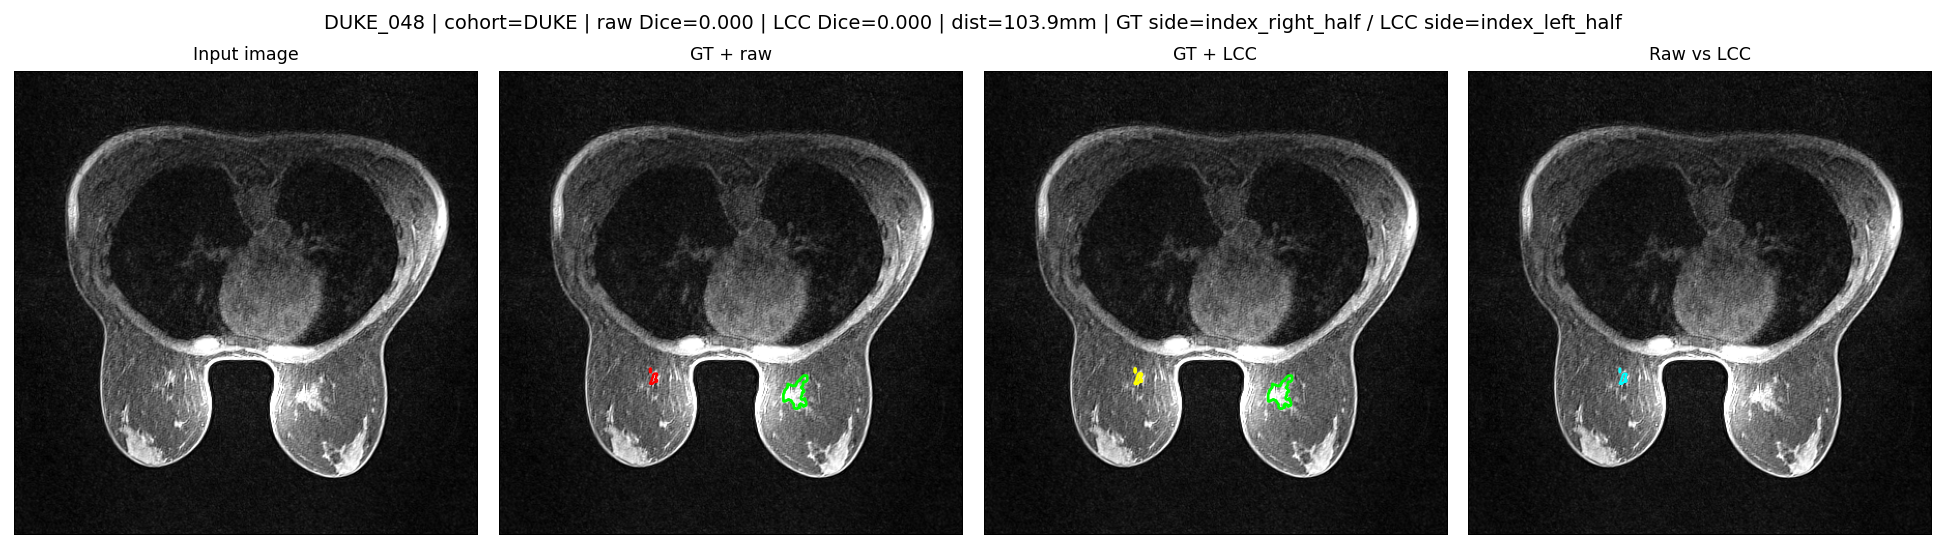 DUKE_048 | cohort=DUKE | raw Dice=0.000 | LCC Dice=0.000 | dist=103.9mm | GT side=index_right_half / LCC side=index_left_half
Input image
GT + raw
GT + LCC
Raw vs LCC